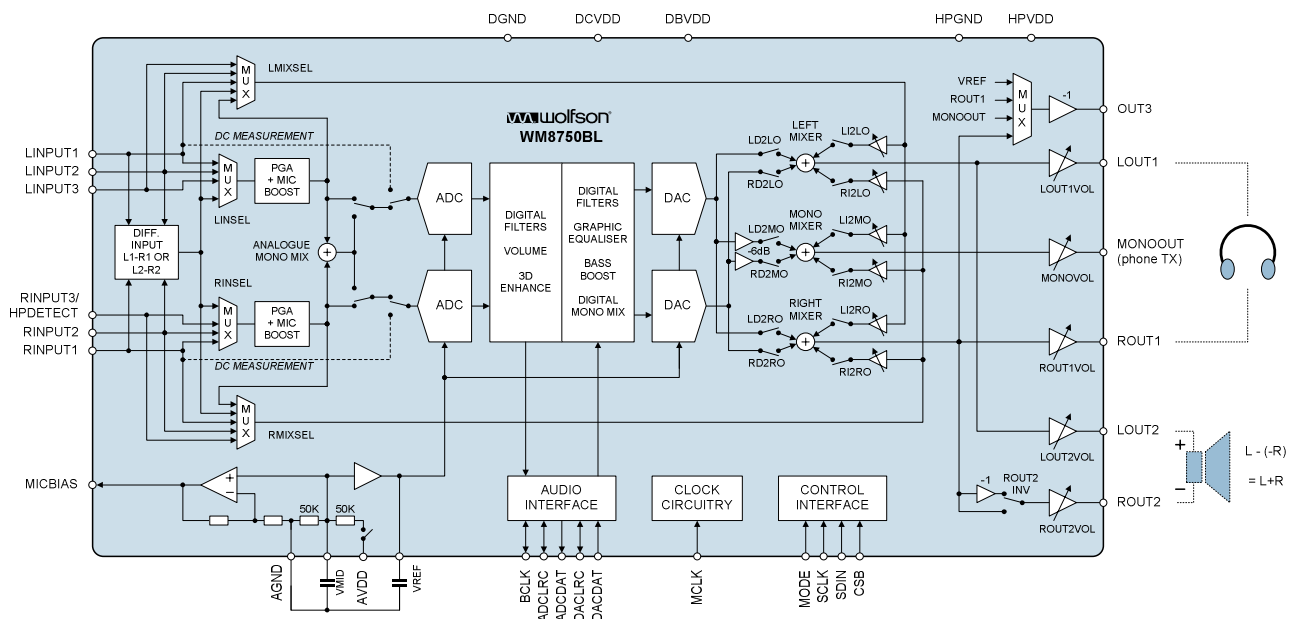 DGND
DCVDD
DBVDD
HPGND
HPVDD
MUX
LMIXSEL
wolfson
WM8750BL
VREF
ROUT1
MONOOUT
MUX
-1
OUT3
DC MEASUREMENT
LINPUT1
LINPUT2
LINPUT3
MUX
LINSEL
PGA
+ MIC
BOOST
ADC
DIGITAL
FILTERS
VOLUME
3D
ENHANCE
DIGITAL
FILTERS
GRAPHIC
EQUALISER
BASS
BOOST
DIGITAL
MONO MIX
DAC
LD2LO
RD2LO
LEFT
MIXER
LI2LO
RI2LO
LOUT1
LOUT1VOL
DIFF.
INPUT
L1-R1 OR
L2-R2
ANALOGUE
MONO MIX
LD2MO
-6dB
RD2MO
MONO
MIXER
LI2MO
RI2MO
MONOOUT
(phone TX)
MONOVOL
RINPUT3/
HPDETECT
RINPUT2
RINPUT1
RINSEL
MUX
PGA
+ MIC
BOOST
ADC
DAC
LD2RO
RD2RO
RIGHT
MIXER
LI2RO
RI2RO
ROUT1
ROUT1VOL
DC MEASUREMENT
MUX
RMIXSEL
LOUT2
LOUT2VOL
+
−
L - (-R)
= L+R
MICBIAS
+
−
50K
50K
AUDIO
INTERFACE
CLOCK
CIRCUITRY
CONTROL
INTERFACE
-1
ROUT2
INV
ROUT2
ROUT2VOL
AGND
VMID
AVDD
VREF
BCLK
ADCLRC
ADCDAT
DACLRC
DACDAT
MCLK
MODE
SCLK
SDIN
CSB